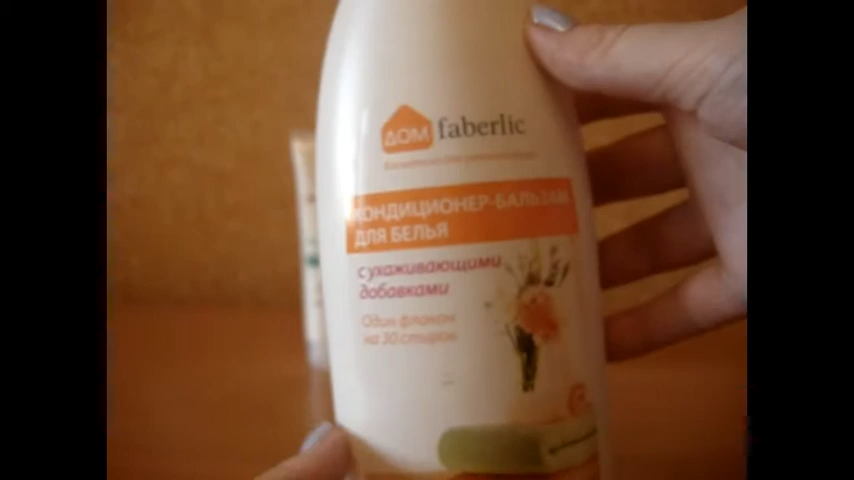 ДОМ faberlic
КОНДИЦИОНЕР-БАЛЬЗАМ
ДЛЯ БЕЛЬЯ
с ухаживающими
добавками
Один флакон
на 30 стирок